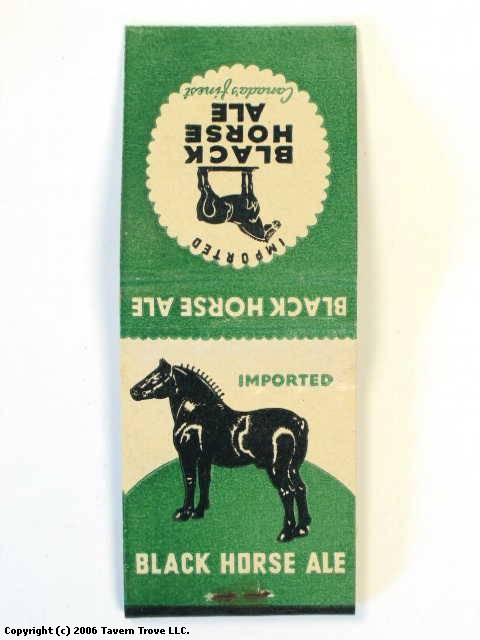 Canada's finest
BLACK
HORSE
ALE
IMPORTED
BLACK HORSE ALE
IMPORTED
BLACK HORSE ALE
Copyright (c) 2006 Tavern Trove LLC.